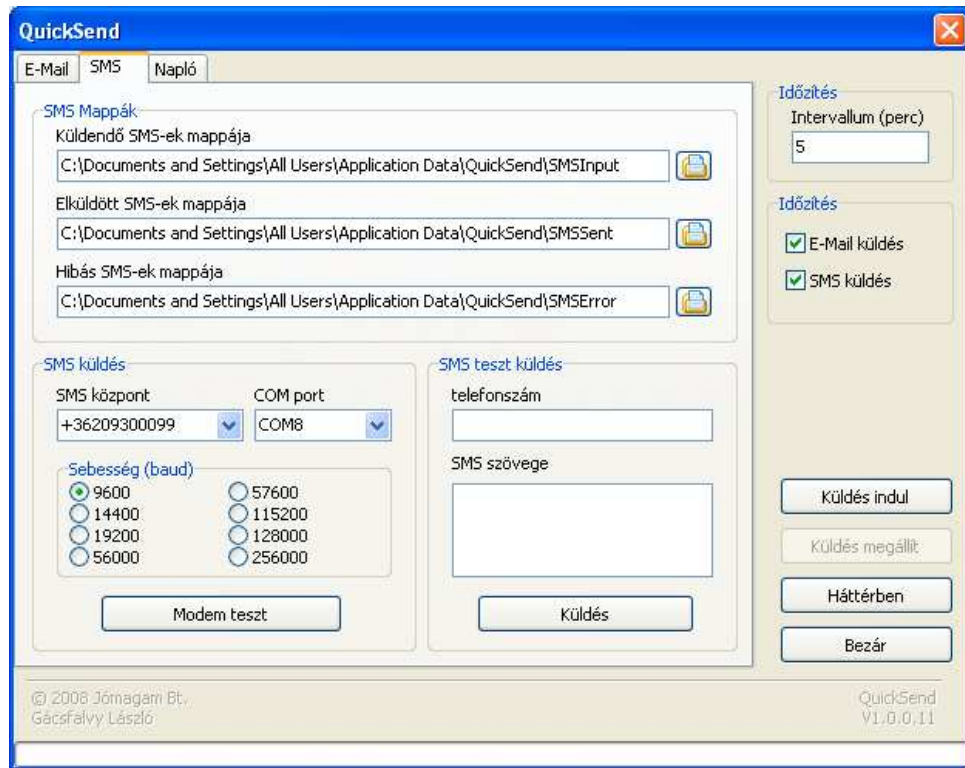 QuickSend
E-Mail SMS Napló
SMS Mappák
Küldendő SMS-ek mappája
C:\Documents and Settings\All Users\Application Data\QuickSend\SMSInput
Elküldött SMS-ek mappája
C:\Documents and Settings\All Users\Application Data\QuickSend\SMSSent
Hibás SMS-ek mappája
C:\Documents and Settings\All Users\Application Data\QuickSend\SMSError
SMS küldés
SMS központ COM port
+36209300099 COM8
Sebesség (baud)
9600 57600
14400 115200
19200 128000
56000 256000
Modem teszt
SMS teszt küldés
telefonszám
SMS szövege
Küldés
Időzítés
Intervallum (perc)
5
Időzítés
E-Mail küldés
SMS küldés
Küldés indul
Küldés megállít
Háttérben
Bezár
© 2008 Jómagam Bt.
Gácsfalvy László
QuickSend
V1.0.0.11